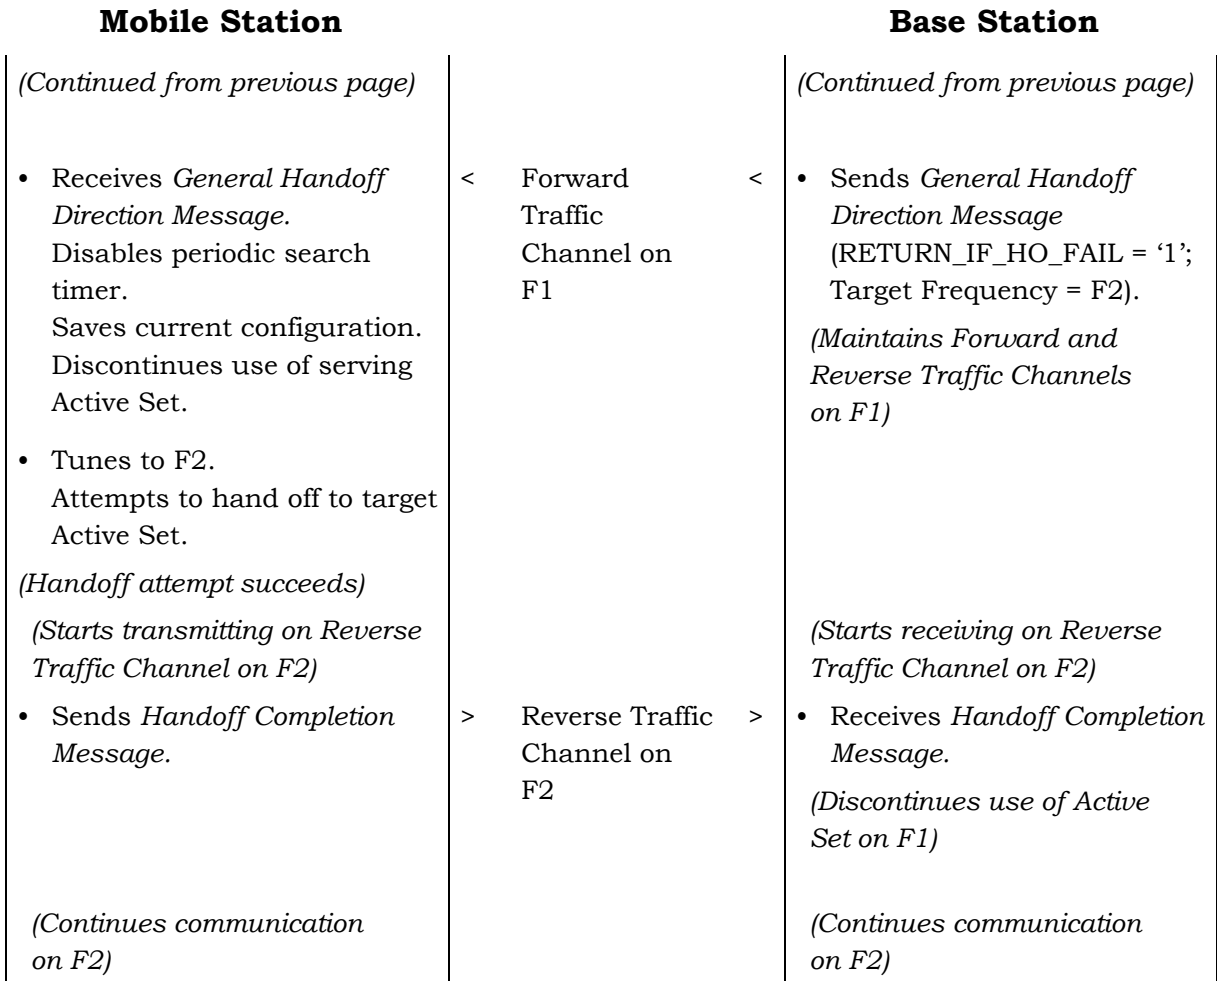 Mobile Station
Base Station
(Continued from previous page)
(Continued from previous page)
• Receives General Handoff
Direction Message.
Disables periodic search
timer.
Saves current configuration.
Discontinues use of serving
Active Set.
<
Forward
Traffic
Channel on
F1
<
• Sends General Handoff
Direction Message
(RETURN_IF_HO_FAIL = ‘1’;
Target Frequency = F2).
(Maintains Forward and
Reverse Traffic Channels
on F1)
• Tunes to F2.
Attempts to hand off to target
Active Set.
(Handoff attempt succeeds)
(Starts transmitting on Reverse
Traffic Channel on F2)
(Starts receiving on Reverse
Traffic Channel on F2)
• Sends Handoff Completion
Message.
>
Reverse Traffic
Channel on
F2
>
• Receives Handoff Completion
Message.
(Discontinues use of Active
Set on F1)
(Continues communication
on F2)
(Continues communication
on F2)